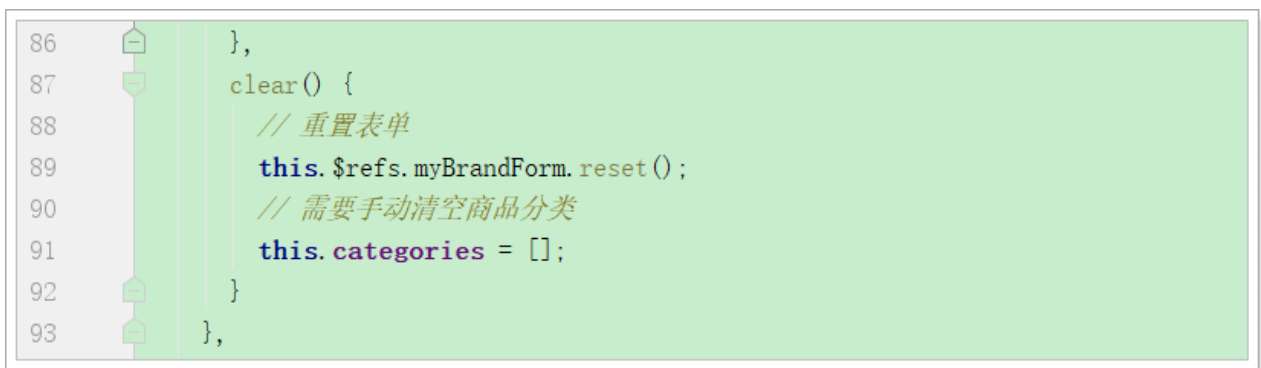 86 },
87 clear() {
88 // 重置表单
89 this.$refs.myBrandForm.reset();
90 // 需要手动清空商品分类
91 this.categories = [];
92 }
93 },